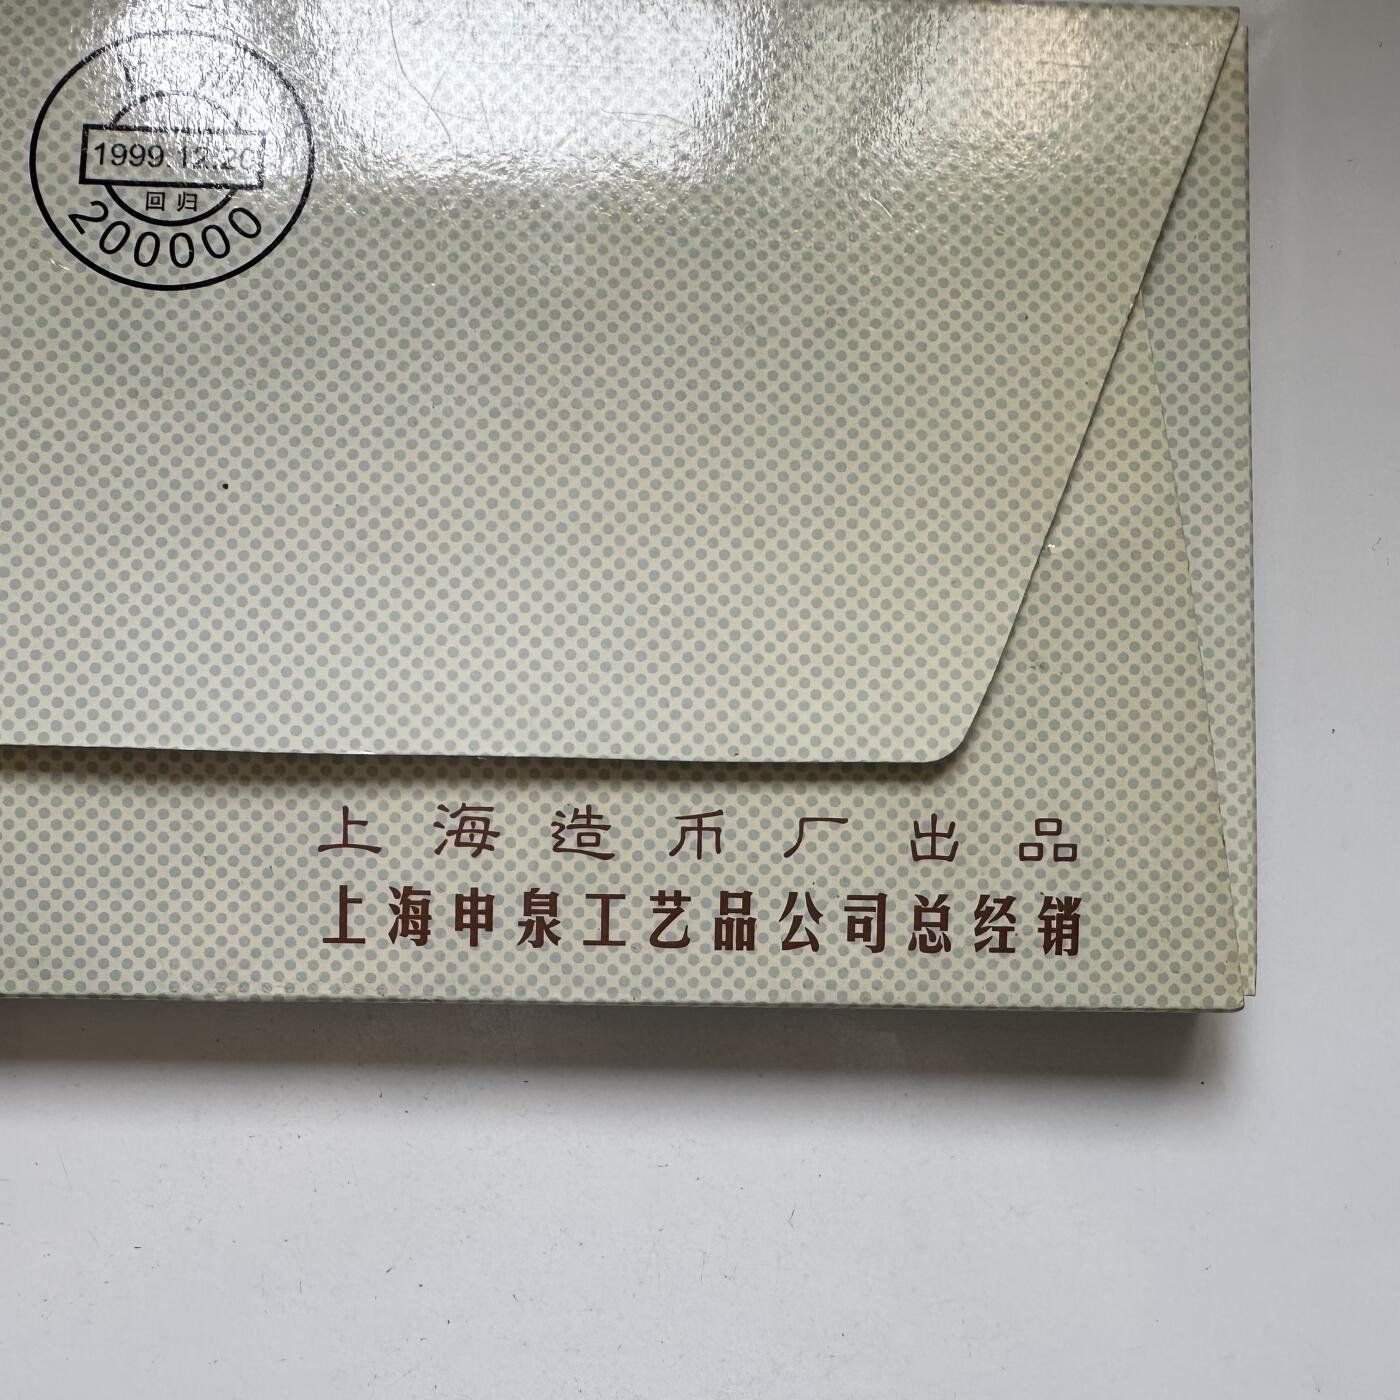 1999.12.20
回归
200000
上海造币厂出品
上海申泉工艺品公司总经销